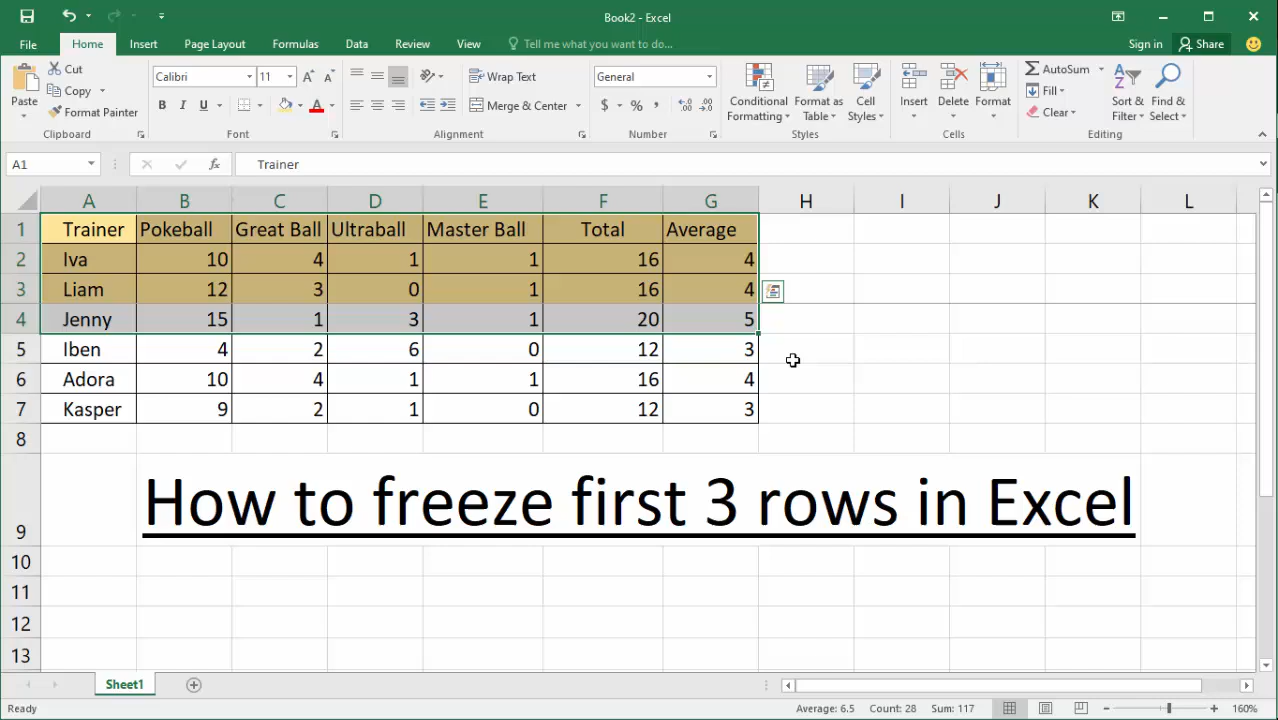 Book2 - Excel
File Home Insert Page Layout Formulas Data Review View Tell me what you want to do... Sign in Share
Paste Cut Copy Format Painter Clipboard
Calibri 11 B I U A A A Font
Wrap Text Merge & Center Alignment
General $ % , Number
Conditional Formatting Format as Table Cell Styles Styles
Insert Delete Format Cells
AutoSum Fill Clear Sort & Filter Find & Select Editing
A1 fx Trainer
A B C D E F G H I J K L
1 Trainer Pokeball Great Ball Ultraball Master Ball Total Average
2 Iva 10 4 1 1 16 4
3 Liam 12 3 0 1 16 4
4 Jenny 15 1 3 1 20 5
5 Iben 4 2 6 0 12 3
6 Adora 10 4 1 1 16 4
7 Kasper 9 2 1 0 12 3
8
9 How to freeze first 3 rows in Excel
10
11
12
13
Sheet1
Ready Average: 6.5 Count: 28 Sum: 117 160%